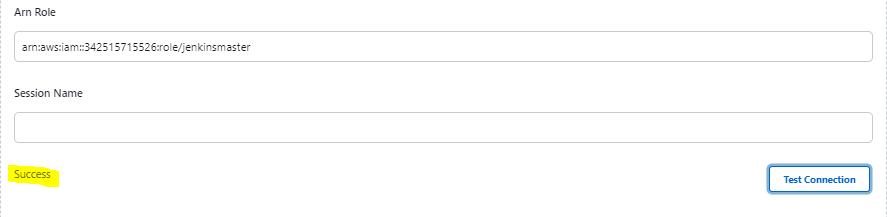 Arn Role
arn:aws:iam::342515715526:role/jenkinsmaster
Session Name
Success
Test Connection